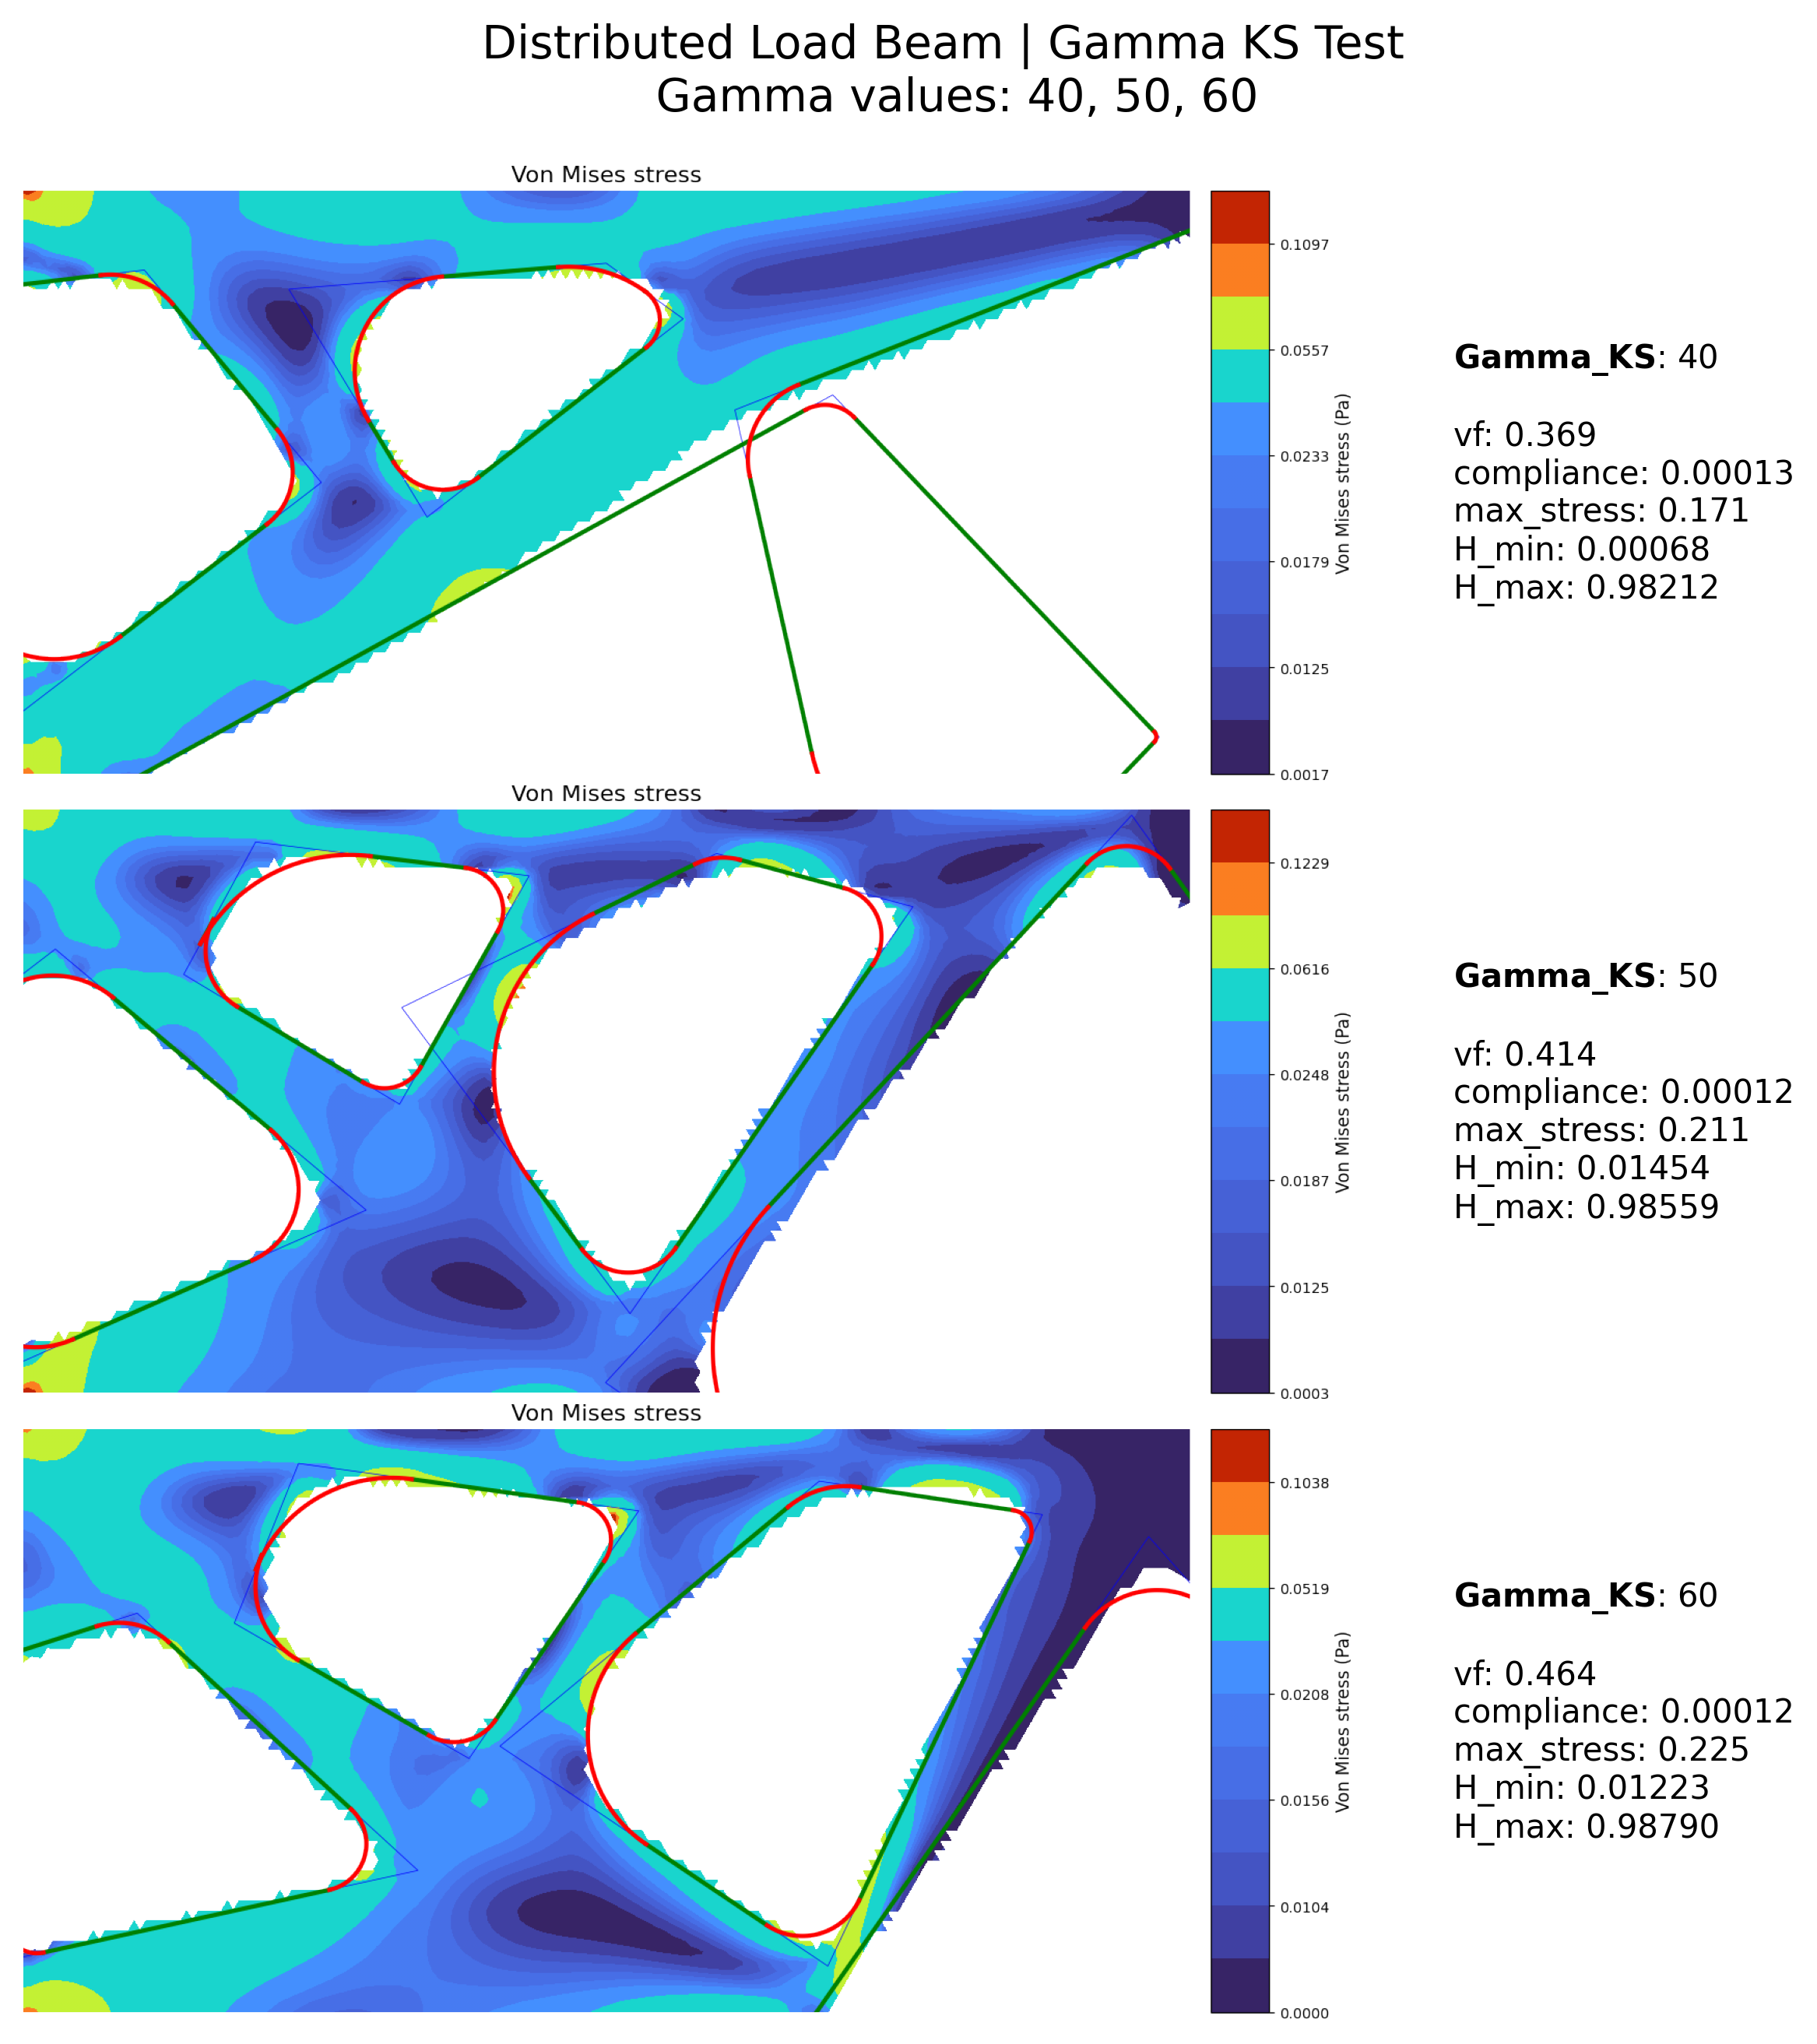 Distributed Load Beam | Gamma KS Test
Gamma values: 40, 50, 60
Von Mises stress
0.1097
0.0557
0.0233
0.0179
0.0125
0.0017
Von Mises stress (Pa)
Gamma_KS: 40
vf: 0.369
compliance: 0.00013
max_stress: 0.171
H_min: 0.00068
H_max: 0.98212
Von Mises stress
0.1229
0.0616
0.0248
0.0187
0.0125
0.0003
Von Mises stress (Pa)
Gamma_KS: 50
vf: 0.414
compliance: 0.00012
max_stress: 0.211
H_min: 0.01454
H_max: 0.98559
Von Mises stress
0.1038
0.0519
0.0208
0.0156
0.0104
0.0000
Von Mises stress (Pa)
Gamma_KS: 60
vf: 0.464
compliance: 0.00012
max_stress: 0.225
H_min: 0.01223
H_max: 0.98790